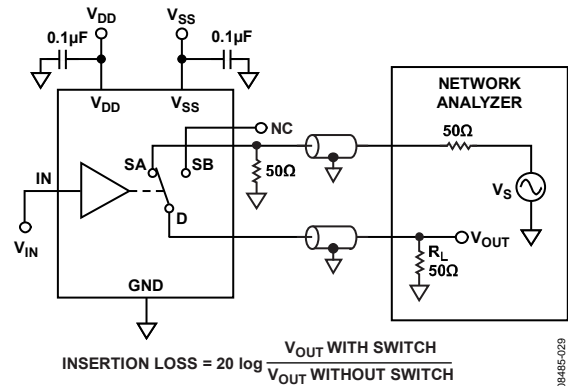 VDD
VSS
0.1µF
0.1µF
VDD
VSS
NC
NETWORK
ANALYZER
50Ω
SA
SB
50Ω
IN
VS
D
VIN
VOUT
RL
50Ω
GND
INSERTION LOSS = 20 log VOUT WITH SWITCH
VOUT WITHOUT SWITCH
08485-029